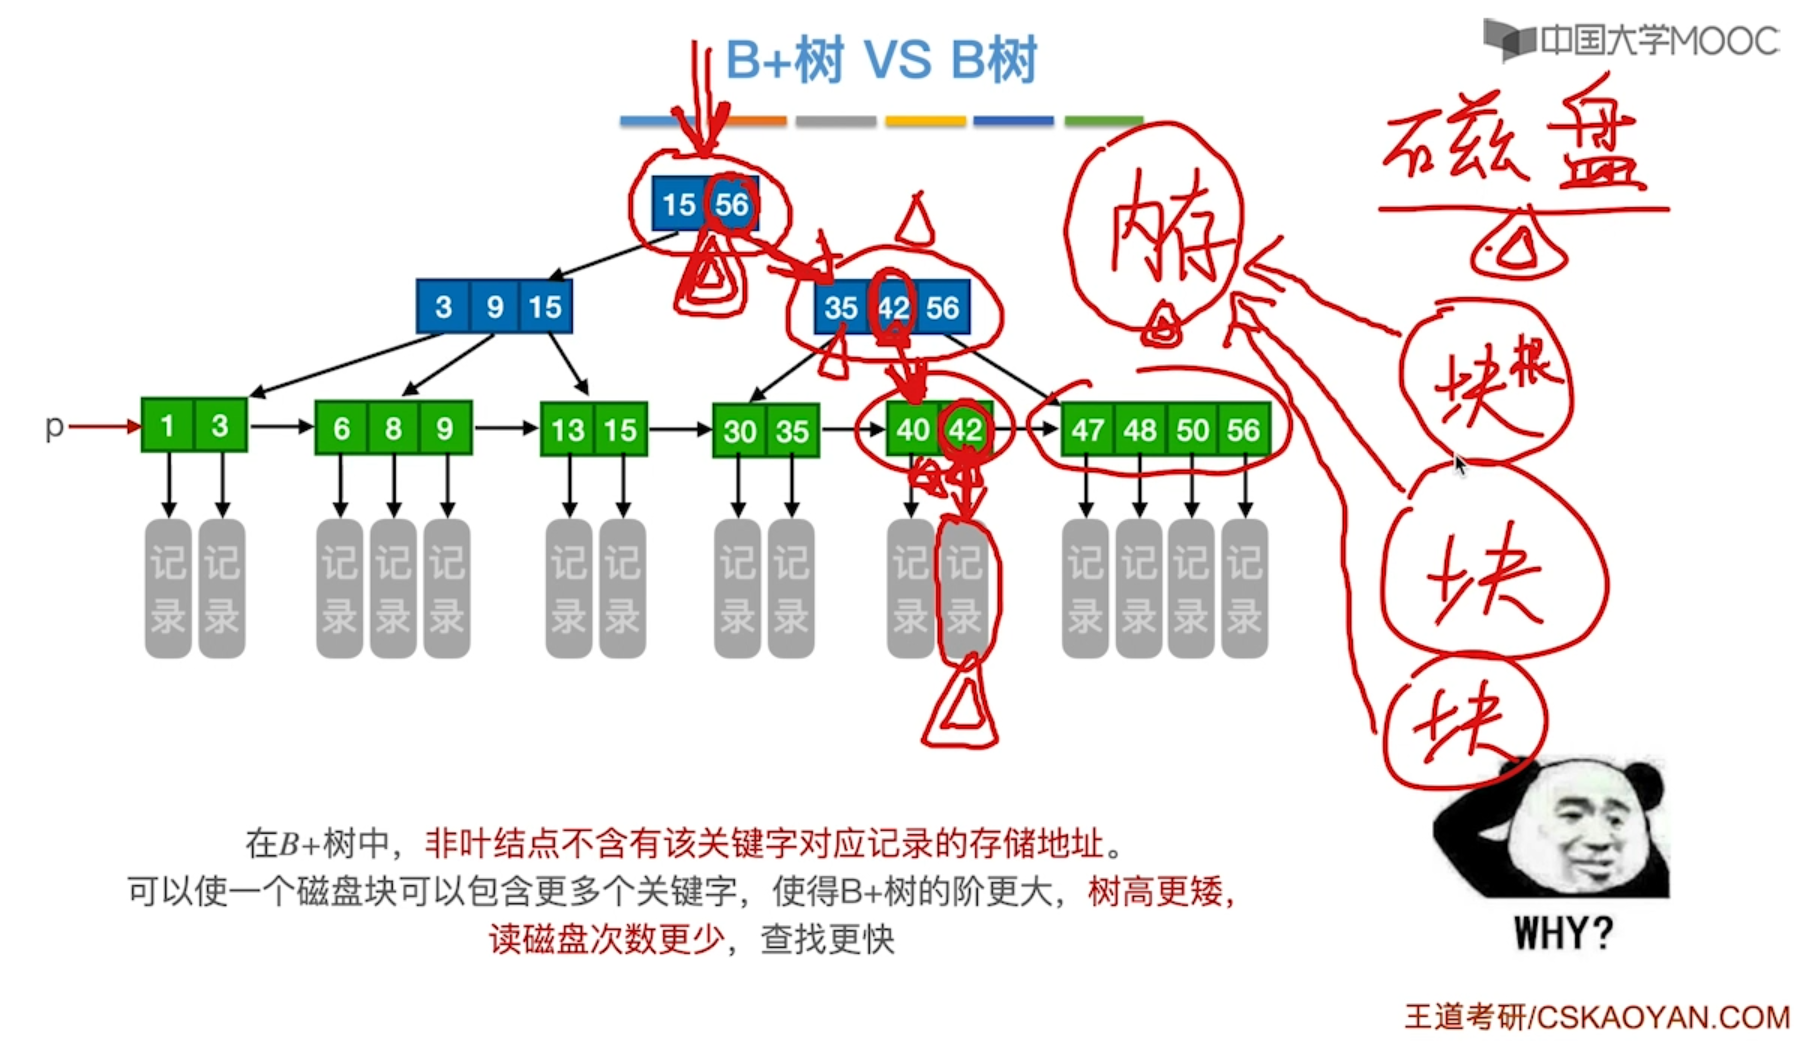 中国大学MOOC
B+树 VS B树
磁盘
内存
15 56
3 9 15
35 42 56
块根
p
1 3
6 8 9
13 15
30 35
40 42
47 48 50 56
记录 记录 记录 记录 记录 记录 记录 记录 记录 记录 记录 记录 记录 记录 记录
块
块
在B+树中，非叶结点不含有该关键字对应记录的存储地址。
可以使一个磁盘块可以包含更多个关键字，使得B+树的阶更大，树高更矮，
读磁盘次数更少，查找更快
WHY?
王道考研/CSKAOYAN.COM